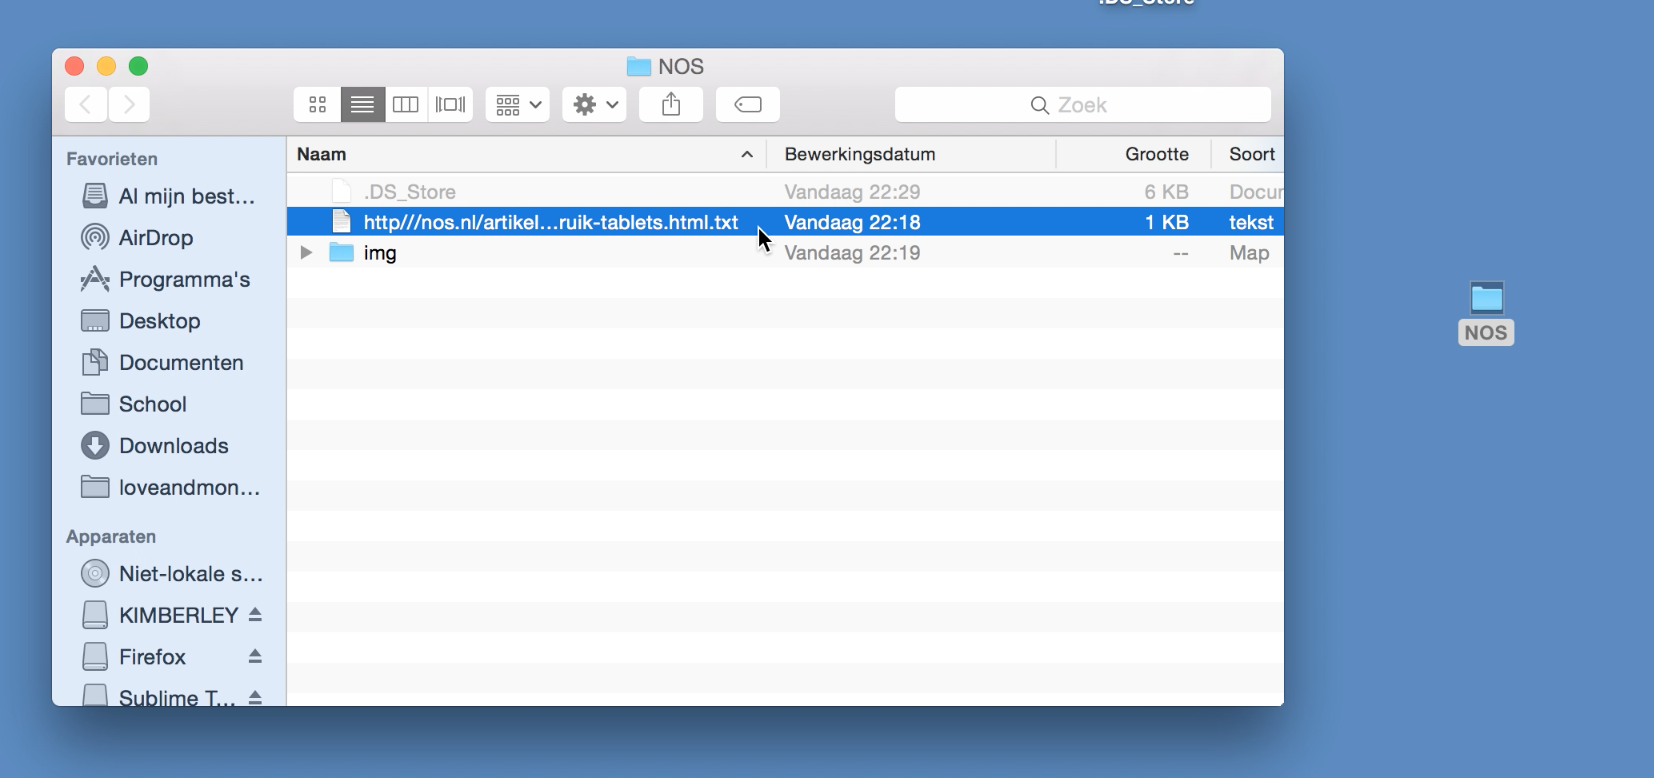 .DS_Store
NOS
Zoek
Favorieten
Al mijn best...
AirDrop
Programma's
Desktop
Documenten
School
Downloads
loveandmon...
Apparaten
Niet-lokale s...
KIMBERLEY
Firefox
Sublime T...
Naam Bewerkingsdatum Grootte Soort
.DS_Store Vandaag 22:29 6 KB Docur
http///nos.nl/artikel...ruik-tablets.html.txt Vandaag 22:18 1 KB tekst
img Vandaag 22:19 -- Map
NOS